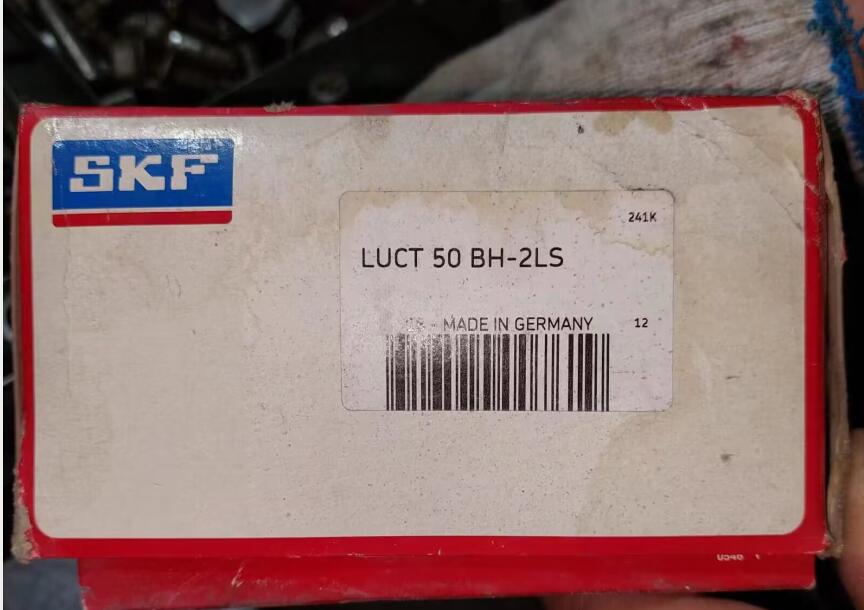 SKF
241K
LUCT 50 BH-2LS
MADE IN GERMANY 12